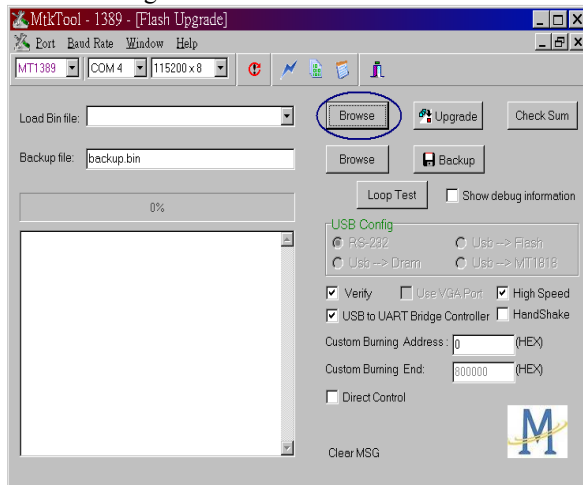 MtkTool - 1389 - [Flash Upgrade]
Port Baud Rate Window Help
MT1389 COM 4 115200 x 8
Load Bin file: Browse Upgrade Check Sum
Backup file: backup.bin Browse Backup
Loop Test Show debug information
0%
USB Config
RS-232 Usb --> Flash
Usb --> Dram Usb --> MT1818
Verify Use VGA Port High Speed
USB to UART Bridge Controller HandShake
Custom Burning Address : 0 (HEX)
Custom Burning End: 800000 (HEX)
Direct Control
M
Clear MSG